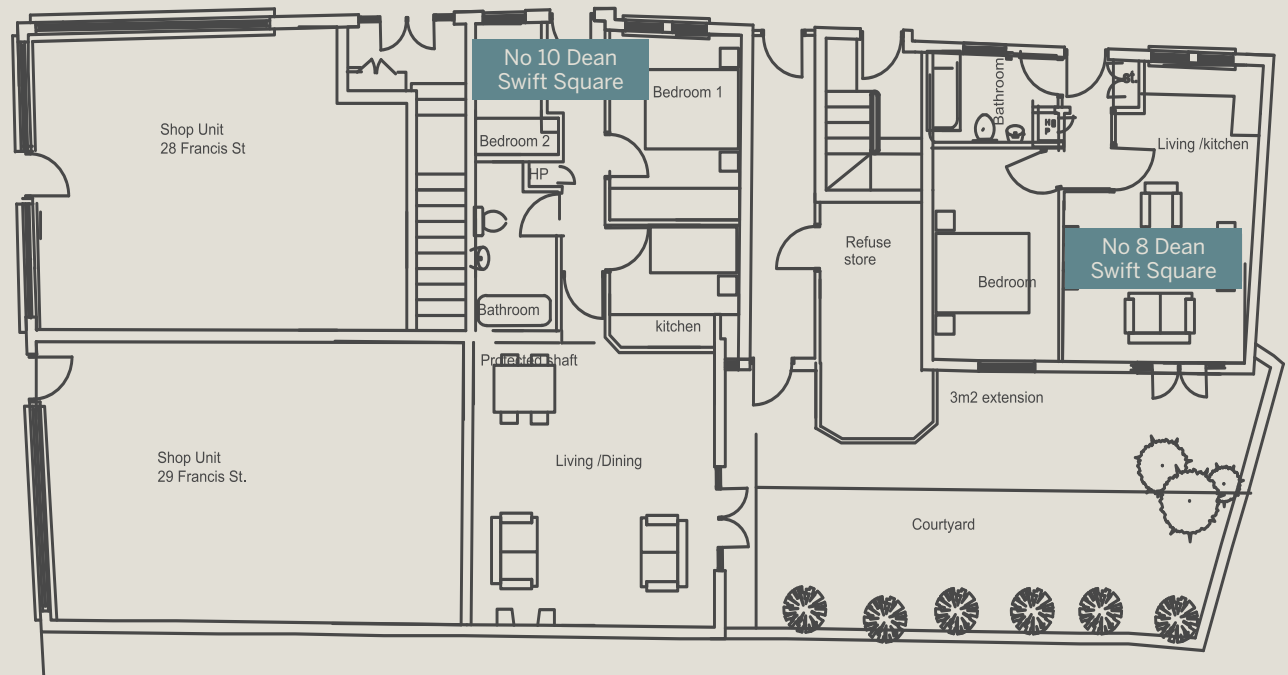 No 10 Dean
Swift Square
Bedroom 1
Bathroom
st.
Shop Unit
28 Francis St
Bedroom 2
HP
HP
Living /kitchen
Refuse
store
No 8 Dean
Swift Square
Bedroom
Bathroom
kitchen
Protected shaft
3m2 extension
Shop Unit
29 Francis St.
Living /Dining
Courtyard